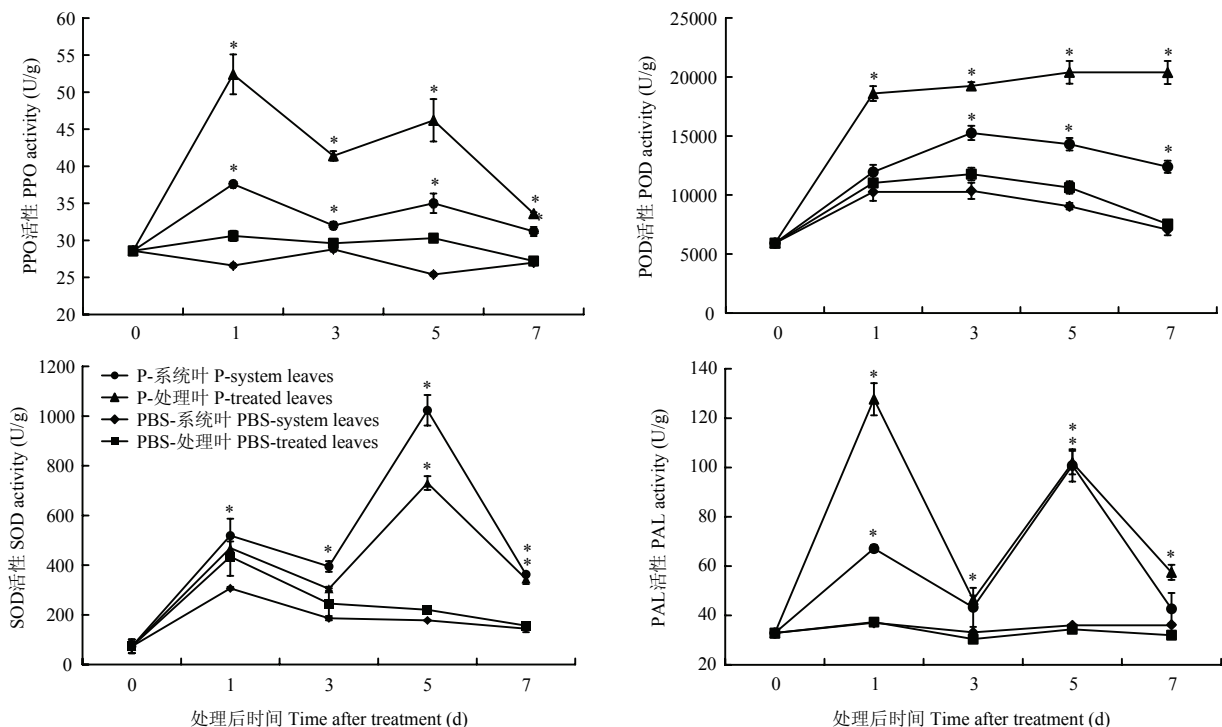 PPO活性 PPO activity (U/g)
60
55
50
45
40
35
30
25
20
0 1 3 5 7
* * * * * * * *
POD活性 POD activity (U/g)
25000
20000
15000
10000
5000
0
0 1 3 5 7
* * * * * * *
SOD活性 SOD activity (U/g)
1200
1000
800
600
400
200
0
P-系统叶 P-system leaves
P-处理叶 P-treated leaves
PBS-系统叶 PBS-system leaves
PBS-处理叶 PBS-treated leaves
* * * * * *
0 1 3 5 7
处理后时间 Time after treatment (d)
PAL活性 PAL activity (U/g)
140
120
100
80
60
40
20
* * * * * *
0 1 3 5 7
处理后时间 Time after treatment (d)